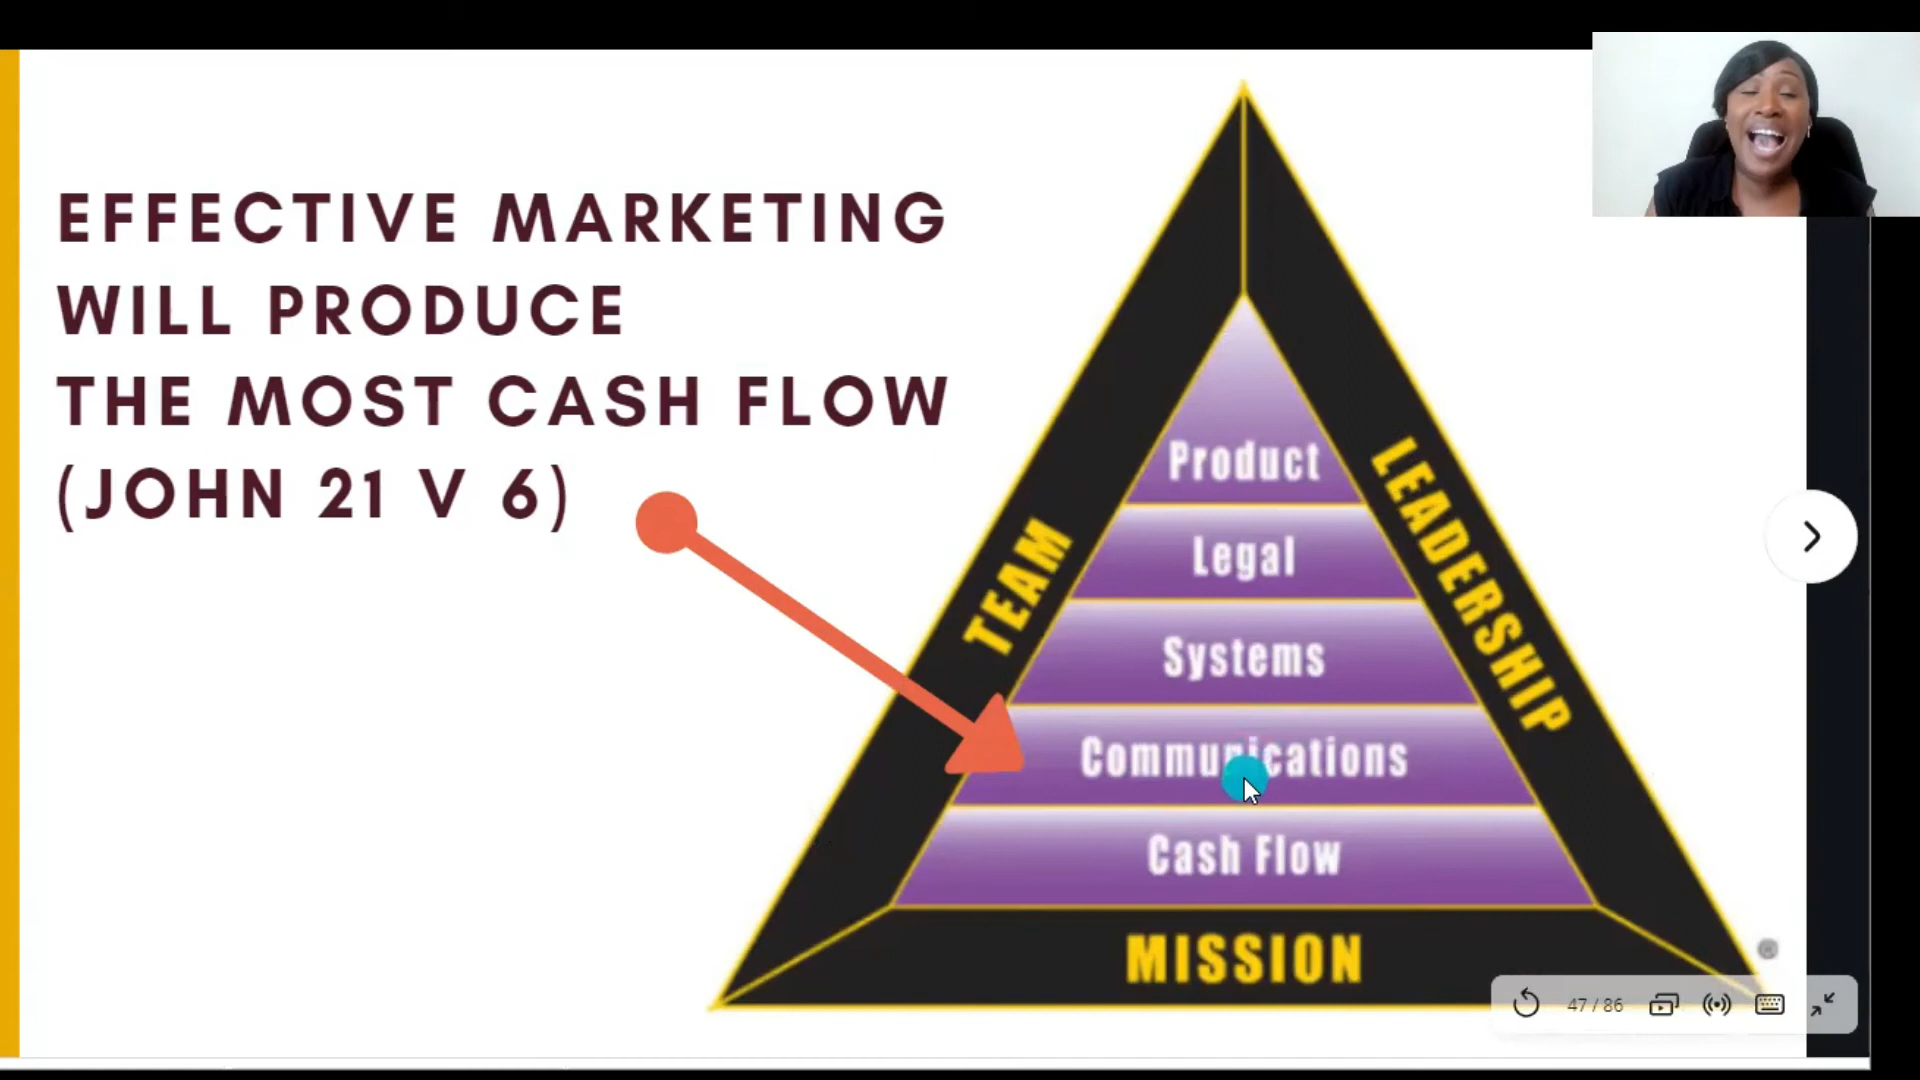 EFFECTIVE MARKETING
WILL PRODUCE
THE MOST CASH FLOW
(JOHN 21 V 6)
TEAM
LEADERSHIP
Product
Legal
Systems
Communications
Cash Flow
MISSION
47 / 86